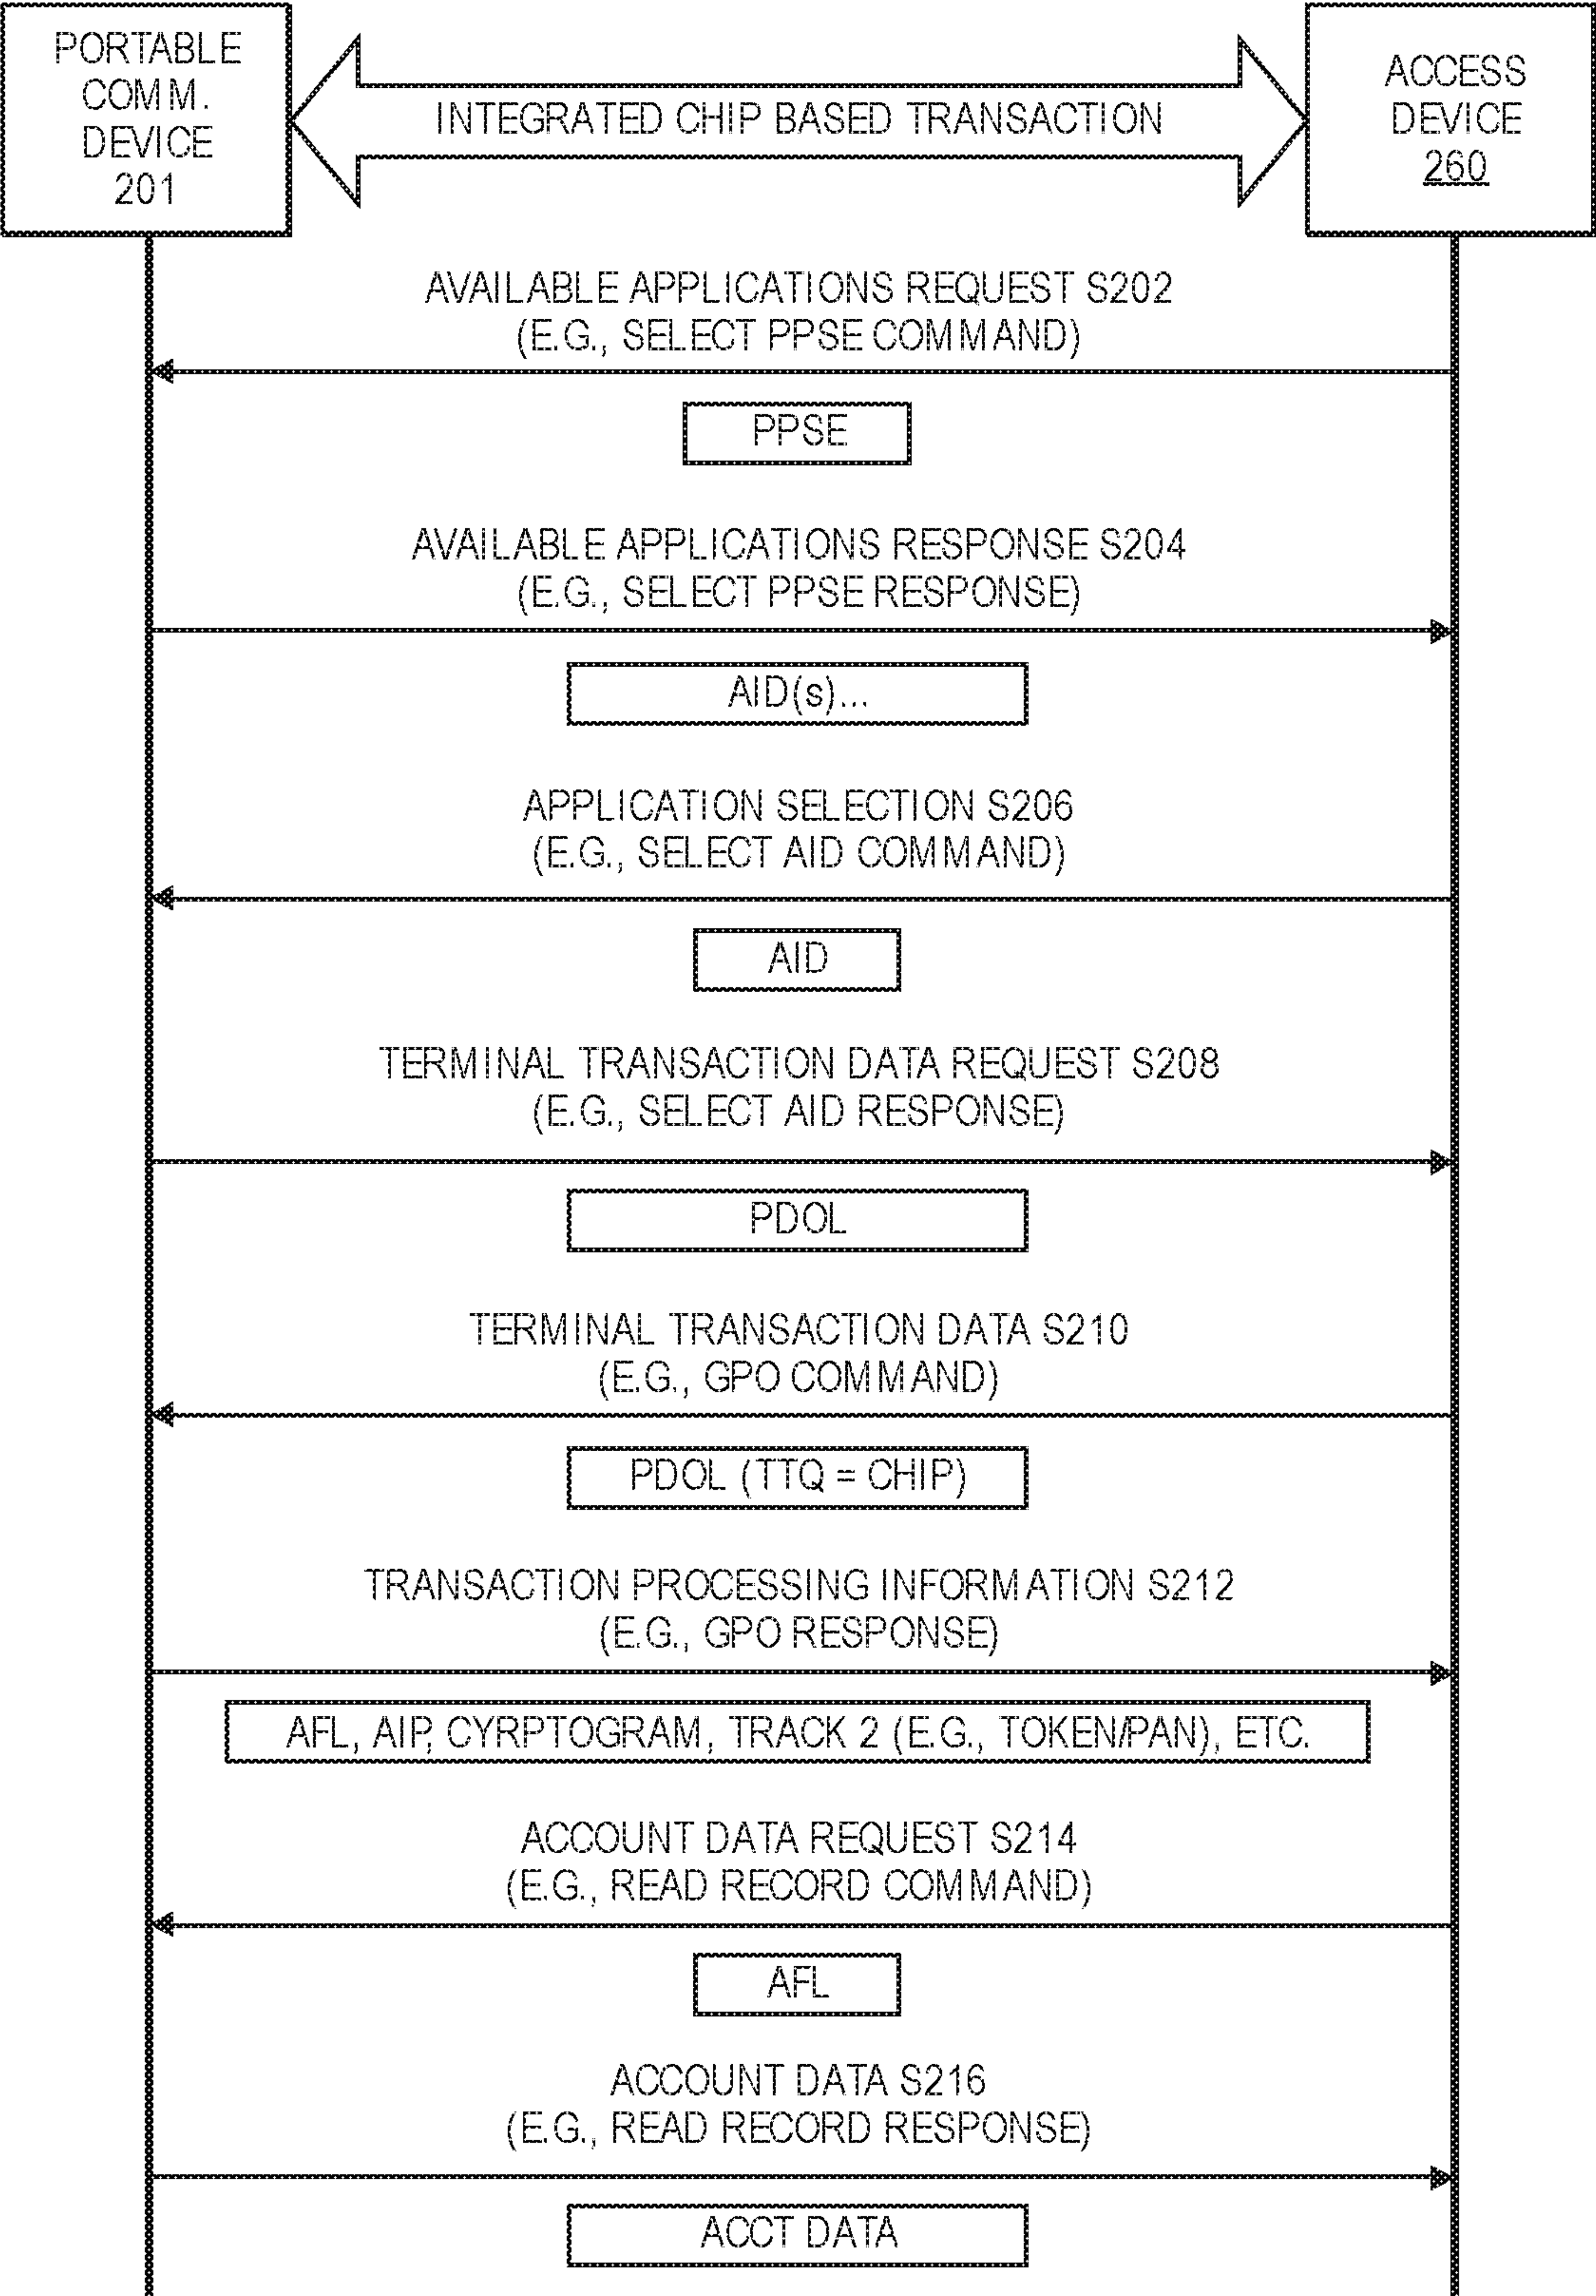 PORTABLE
COMM.
DEVICE
201
INTEGRATED CHIP BASED TRANSACTION
ACCESS
DEVICE
260
AVAILABLE APPLICATIONS REQUEST S202
(E.G., SELECT PPSE COMMAND)
PPSE
AVAILABLE APPLICATIONS RESPONSE S204
(E.G., SELECT PPSE RESPONSE)
AID(s)...
APPLICATION SELECTION S206
(E.G., SELECT AID COMMAND)
AID
TERMINAL TRANSACTION DATA REQUEST S208
(E.G., SELECT AID RESPONSE)
PDOL
TERMINAL TRANSACTION DATA S210
(E.G., GPO COMMAND)
PDOL (TTQ = CHIP)
TRANSACTION PROCESSING INFORMATION S212
(E.G., GPO RESPONSE)
AFL, AIP, CYRPTOGRAM, TRACK 2 (E.G., TOKEN/PAN), ETC.
ACCOUNT DATA REQUEST S214
(E.G., READ RECORD COMMAND)
AFL
ACCOUNT DATA S216
(E.G., READ RECORD RESPONSE)
ACCT DATA